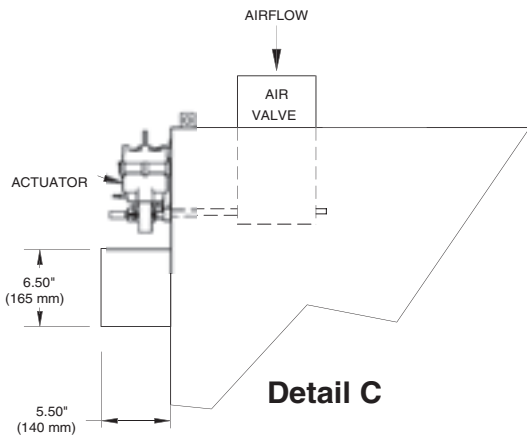 AIRFLOW
AIR
VALVE
ACTUATOR
6.50"
(165 mm)
Detail C
5.50"
(140 mm)